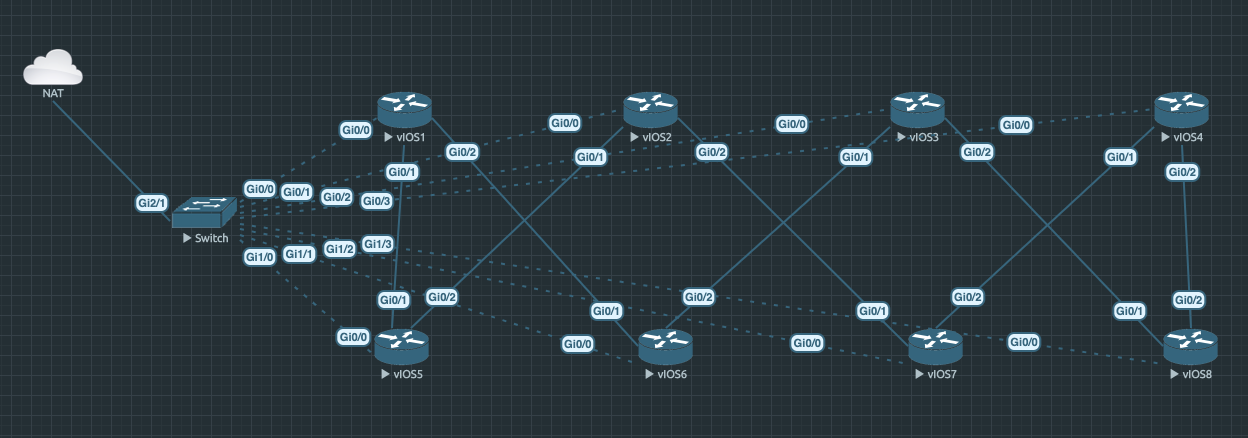 NAT
Gi0/0
Gi0/0
Gi0/0
Gi0/0
vIOS1
vIOS2
vIOS3
vIOS4
Gi0/2
Gi0/1
Gi0/2
Gi0/1
Gi0/2
Gi0/1
Gi0/1
Gi0/2
Gi0/0
Gi0/1
Gi0/2
Gi0/3
Gi2/1
Switch
Gi1/0
Gi1/1
Gi1/2
Gi1/3
Gi0/1
Gi0/2
Gi0/1
Gi0/2
Gi0/1
Gi0/2
Gi0/1
Gi0/2
Gi0/0
Gi0/0
Gi0/0
Gi0/0
vIOS5
vIOS6
vIOS7
vIOS8